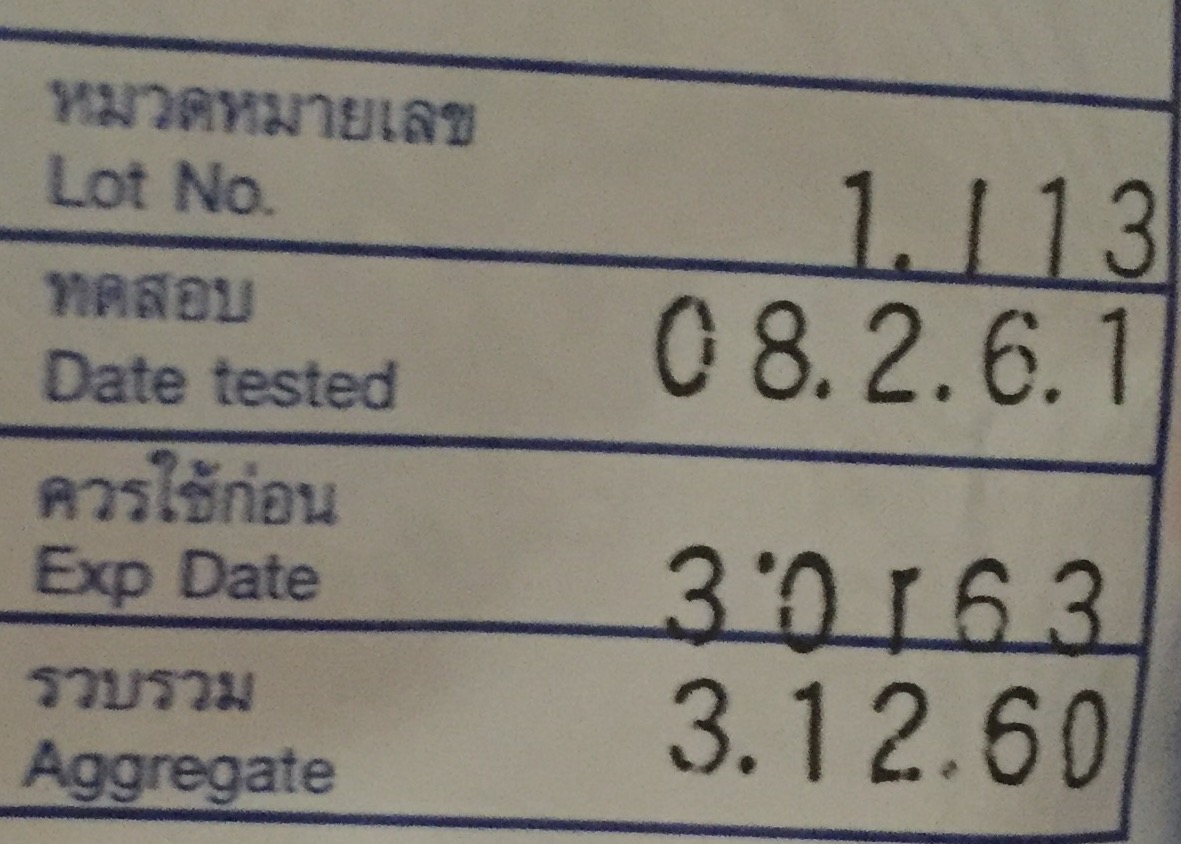 หมวดหมายเลข
Lot No. 1.113
ทดสอบ
Date tested 08.2.6.1
ควรใช้ก่อน
Exp Date
รวบรวม
Aggregate 3.12.60